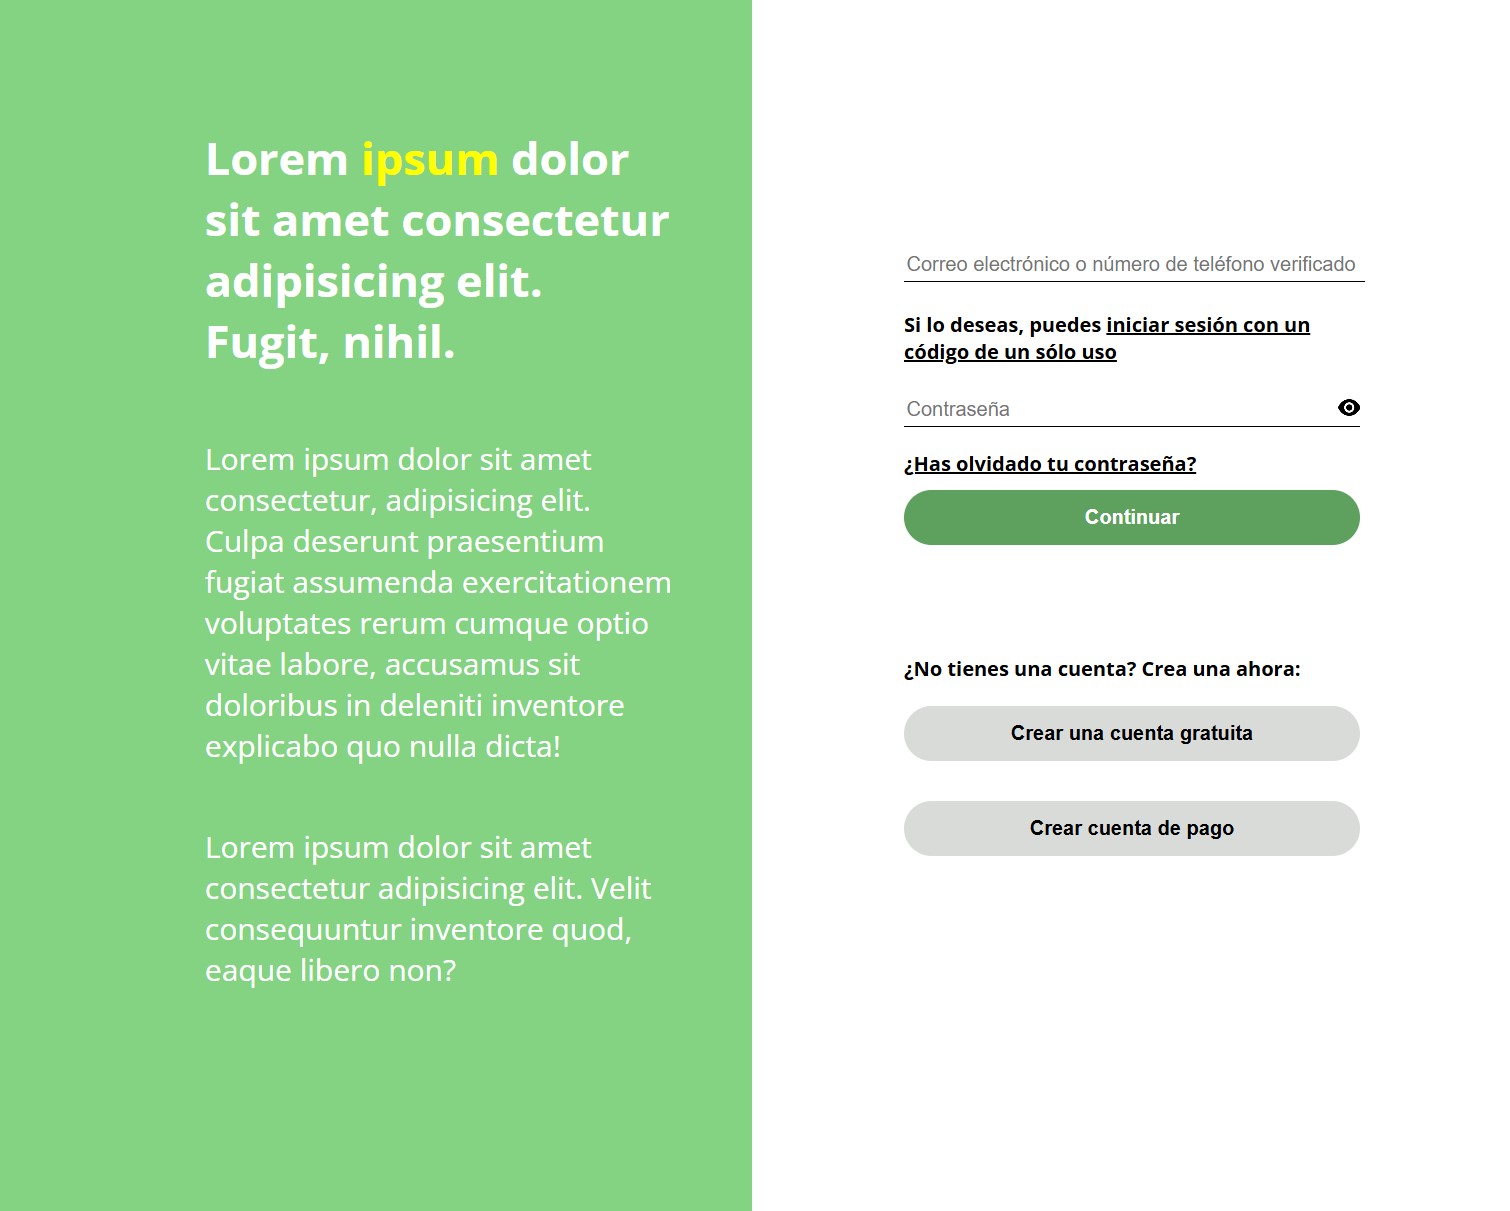 Lorem ipsum dolor
sit amet consectetur
adipisicing elit.
Fugit, nihil.
Lorem ipsum dolor sit amet
consectetur, adipisicing elit.
Culpa deserunt praesentium
fugiat assumenda exercitationem
voluptates rerum cumque optio
vitae labore, accusamus sit
doloribus in deleniti inventore
explicabo quo nulla dicta!
Lorem ipsum dolor sit amet
consectetur adipisicing elit. Velit
consequuntur inventore quod,
eaque libero non?
Correo electrónico o número de teléfono verificado
Si lo deseas, puedes iniciar sesión con un
código de un sólo uso
Contraseña
¿Has olvidado tu contraseña?
Continuar
¿No tienes una cuenta? Crea una ahora:
Crear una cuenta gratuita
Crear cuenta de pago